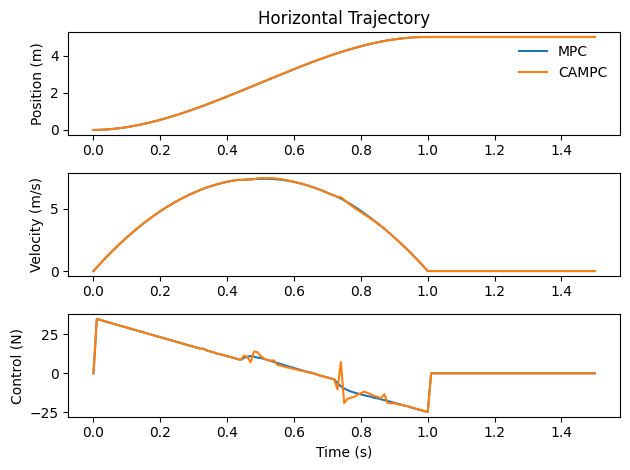 Horizontal Trajectory
Position (m)
4
2
0
MPC
CAMPC
0.0 0.2 0.4 0.6 0.8 1.0 1.2 1.4
Velocity (m/s)
5
0
0.0 0.2 0.4 0.6 0.8 1.0 1.2 1.4
Control (N)
25
0
−25
0.0 0.2 0.4 0.6 0.8 1.0 1.2 1.4
Time (s)